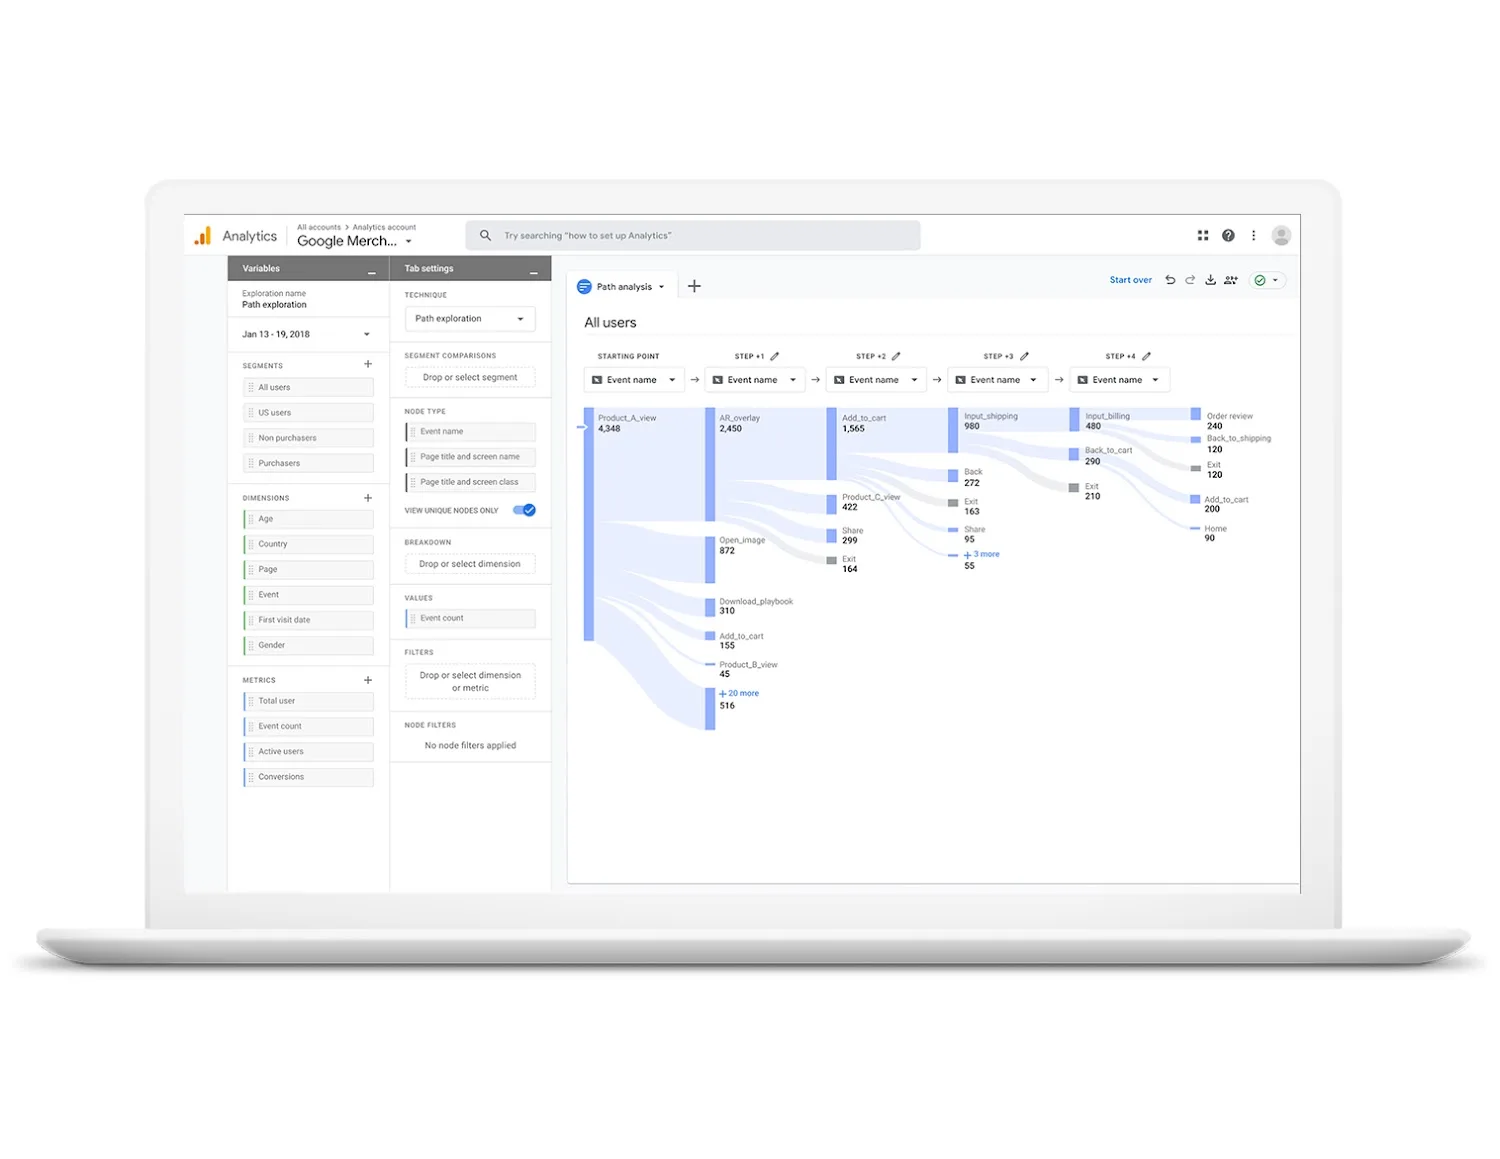 Analytics
All accounts > Analytics account
Google Merch...
Try searching "how to set up Analytics"
Variables
Exploration name
Path exploration
Jan 13 - 19, 2018
SEGMENTS
All users
US users
Non purchasers
Purchasers
DIMENSIONS
Age
Country
Page
Event
First visit date
Gender
METRICS
Total user
Event count
Active users
Conversions
Tab settings
TECHNIQUE
Path exploration
SEGMENT COMPARISONS
Drop or select segment
NODE TYPE
Event name
Page title and screen name
Page title and screen class
VIEW UNIQUE NODES ONLY
BREAKDOWN
Drop or select dimension
VALUES
Event count
FILTERS
Drop or select dimension
or metric
NODE FILTERS
No node filters applied
Path analysis
Start over
All users
STARTING POINT
Event name
Product_A_view
4,348
STEP +1
Event name
AR_overlay
2,450
Open_image
872
Download_playbook
310
Add_to_cart
155
Product_B_view
45
+ 20 more
516
STEP +2
Event name
Add_to_cart
1,565
Product_C_view
422
Share
299
Exit
164
STEP +3
Event name
Input_shipping
980
Back
272
Exit
163
Share
95
+ 3 more
55
STEP +4
Event name
Input_billing
480
Back_to_cart
290
Exit
210
Order review
240
Back_to_shipping
120
Exit
120
Add_to_cart
200
Home
90